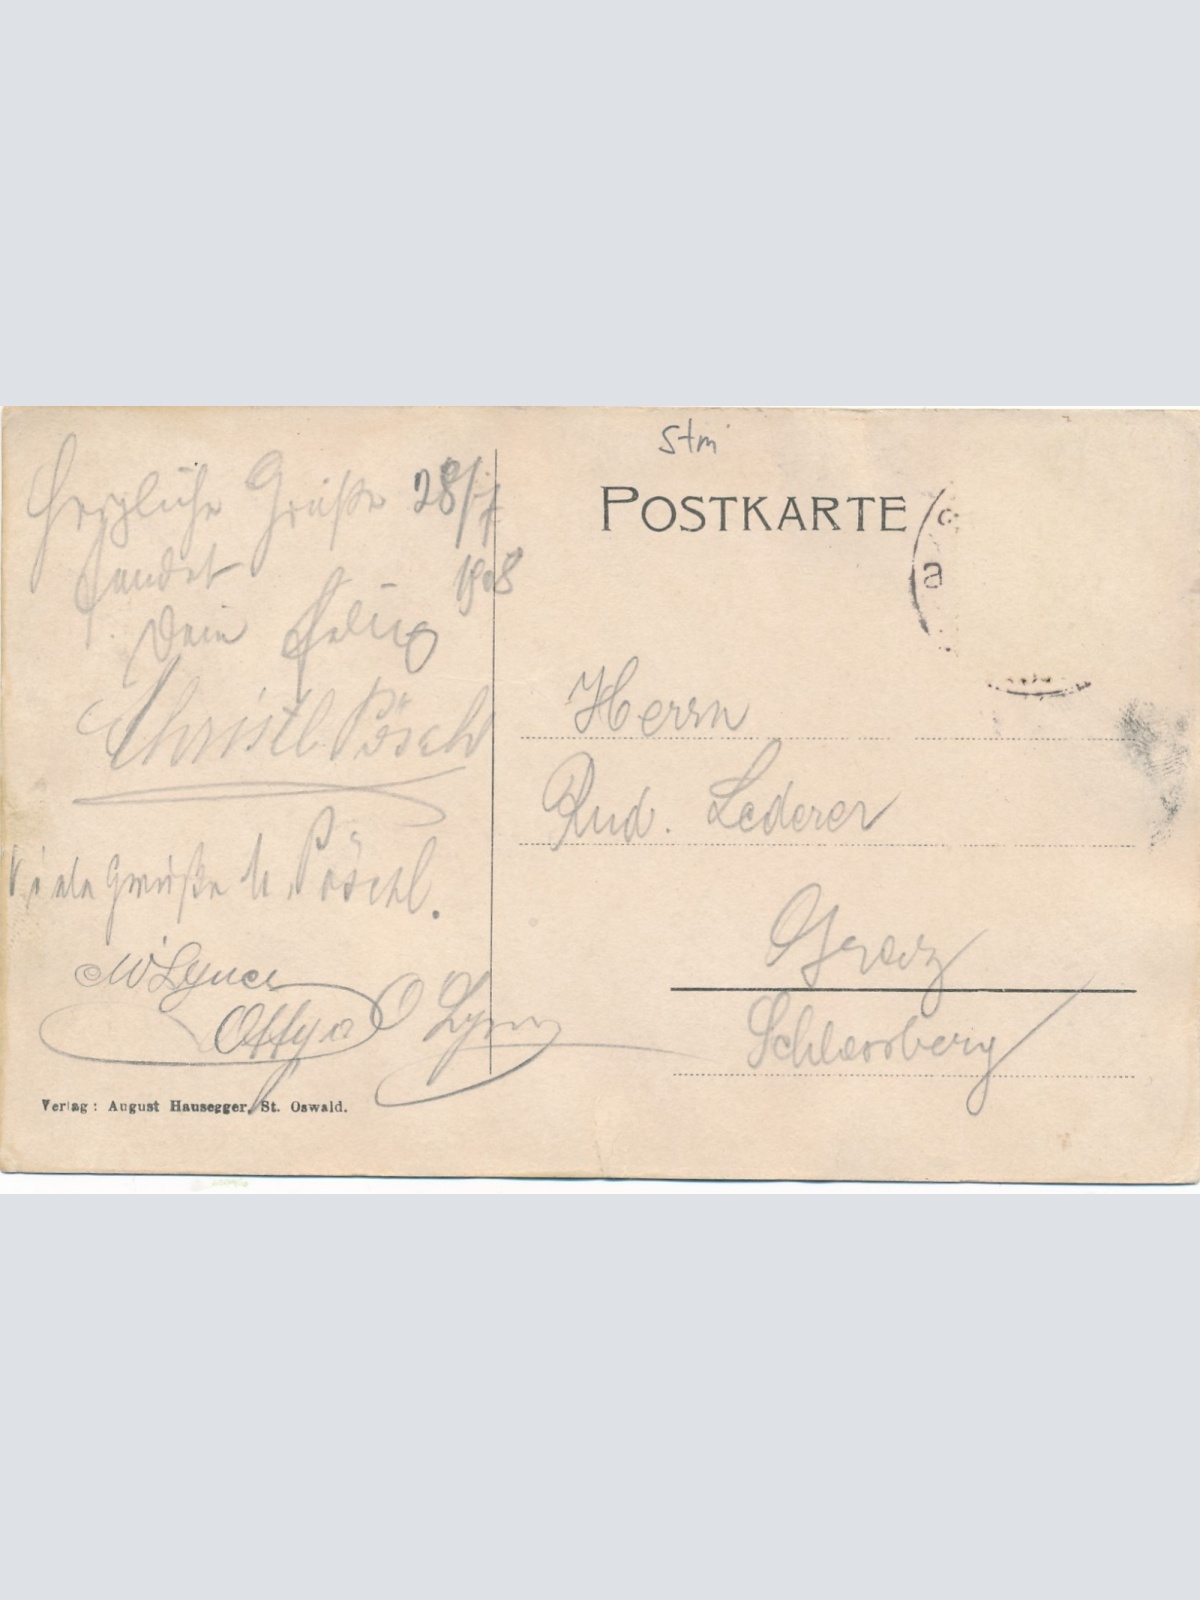 Stm
POSTKARTE
Herzliche Grüße 28/7
sendet 1908
Dein Felix
Christl Pöschl
Viele Grüße Pöschl.
O
Herrn
Rud. Lederer
Graz
Schlossberg
Verlag: August Hausegger, St. Oswald.